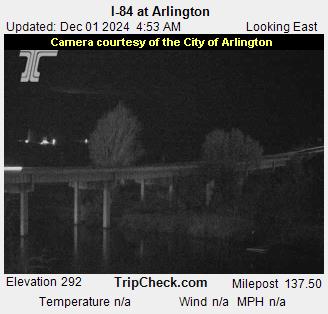 I-84 at Arlington
Updated: Dec 01 2024 4:53 AM Looking East
Camera courtesy of the City of Arlington
Elevation 292 TripCheck.com Milepost 137.50
Temperature n/a Wind n/a MPH n/a